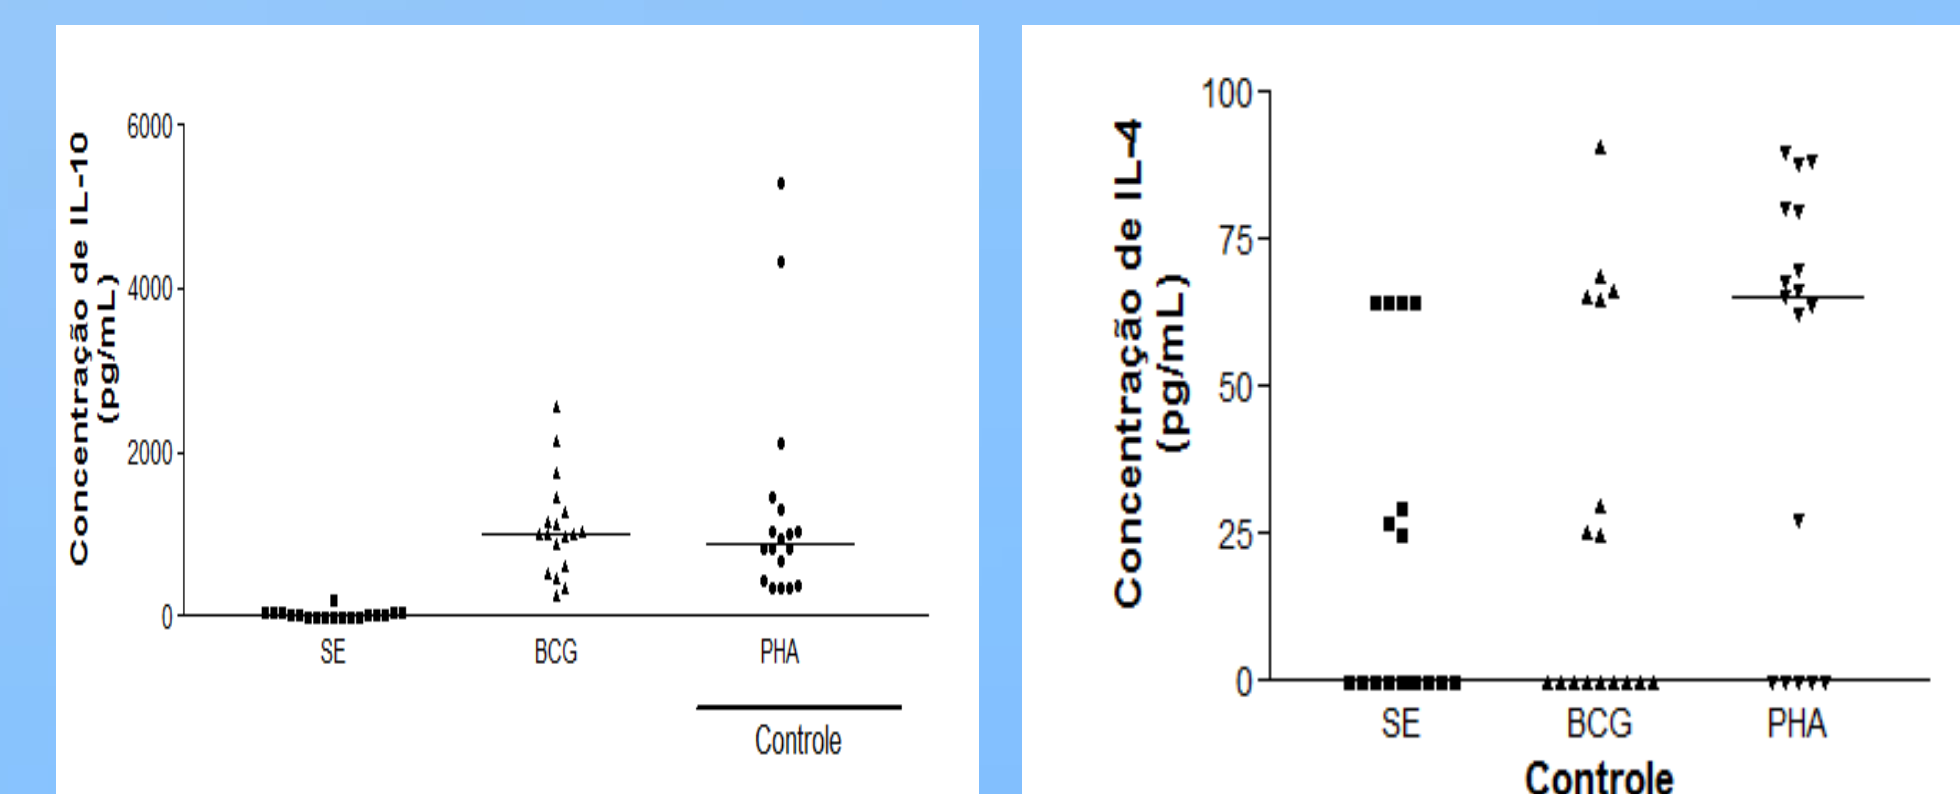 Concentração de IL-10
(pg/mL)
6000
4000
2000
0
SE BCG PHA
Controle
Concentração de IL-4
(pg/mL)
100
75
50
25
0
SE BCG PHA
Controle